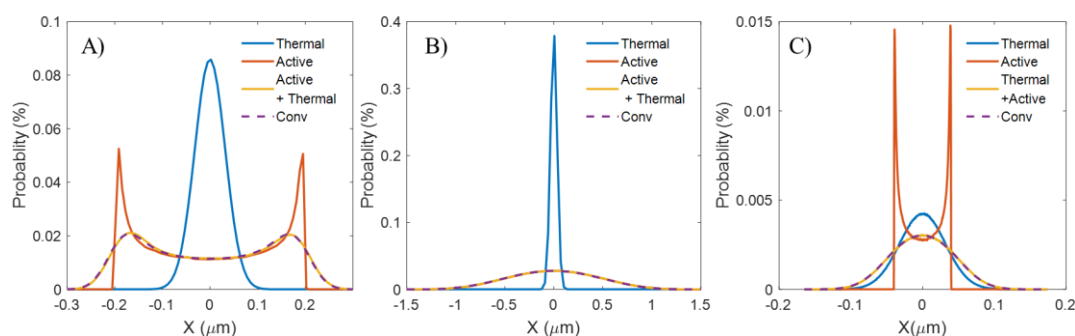 A)
0.1
0.08
0.06
0.04
0.02
0
Probablity (%)
-0.3
-0.2
-0.1
0
0.1
0.2
X (μm)
Thermal
Active
Active
+ Thermal
Conv
B)
0.4
0.3
0.2
0.1
0
Probablity (%)
-1.5
-1
-0.5
0
0.5
1
1.5
X (μm)
Thermal
Active
Active
+ Thermal
Conv
C)
0.015
0.01
0.005
0.000
Probablity (%)
-0.2
-0.1
0
0.1
0.2
X(μm)
Thermal
Active
Thermal
+Active
Conv